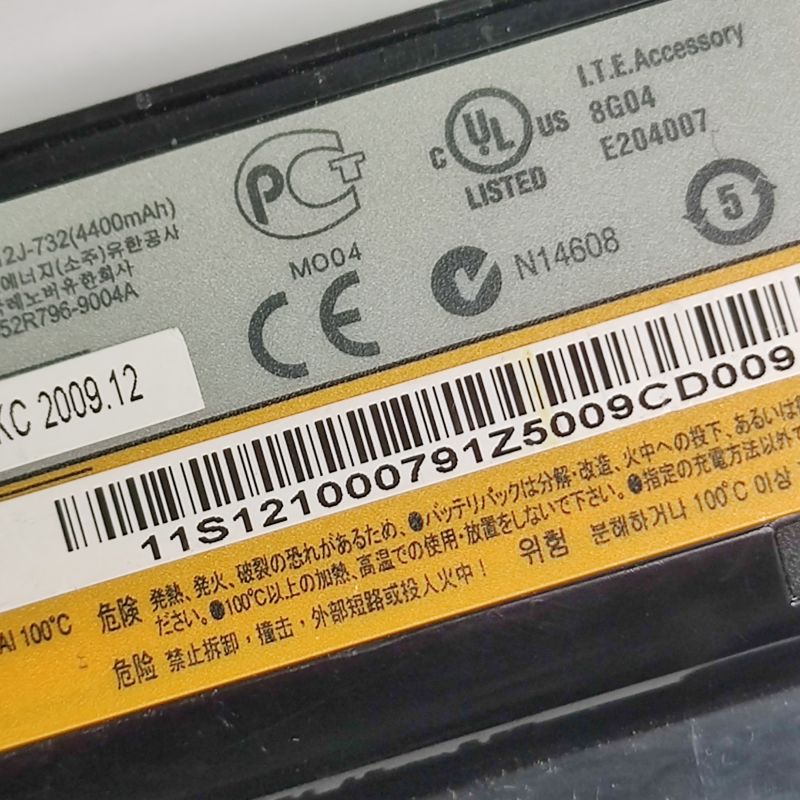 I.T.E.Accessory
8G04
E204007
C UL US
LISTED
PCT
MO04
5
N14608
CE
2J-732(4400mAh)
에너지(소주)유한공사
레노버유한회사
52R796-9004A
KC 2009.12
11S121000791Z5009CD009
AI 100°C
危険 発熱、発火、破裂の恐れがあるため、●バッテリパックは分解・改造、火中への投下、あるいは
ださい。●100°C以上の加熱、高温での使用・放置をしないで下さい。●指定の充電方法以外で
危险 禁止拆卸，撞击，外部短路或投入火中！
위험 분해하거나 100°C 이상